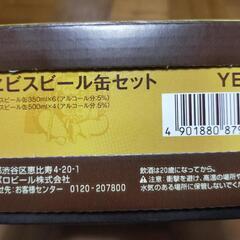 ヱビスビール缶セット YE
ビスビール缶350ml×6(アルコール分.5%)
スビール缶500ml×4(アルコール分.5%)
4 901880 879
都渋谷区恵比寿4-20-1
ポロビール株式会社
せ先:お客様センター 0120-207800
飲酒は20歳になってから。
注意:衝撃を避け、高温の場所や
水気のある場所に保管しないでく